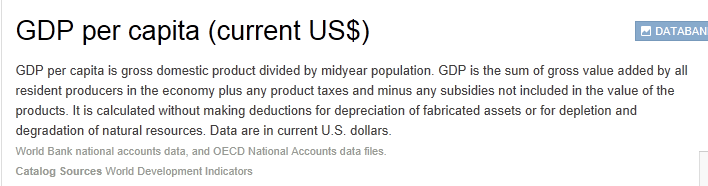 GDP per capita (current US$)
DATABAN
GDP per capita is gross domestic product divided by midyear population. GDP is the sum of gross value added by all
resident producers in the economy plus any product taxes and minus any subsidies not included in the value of the
products. It is calculated without making deductions for depreciation of fabricated assets or for depletion and
degradation of natural resources. Data are in current U.S. dollars.
World Bank national accounts data, and OECD National Accounts data files.
Catalog Sources World Development Indicators